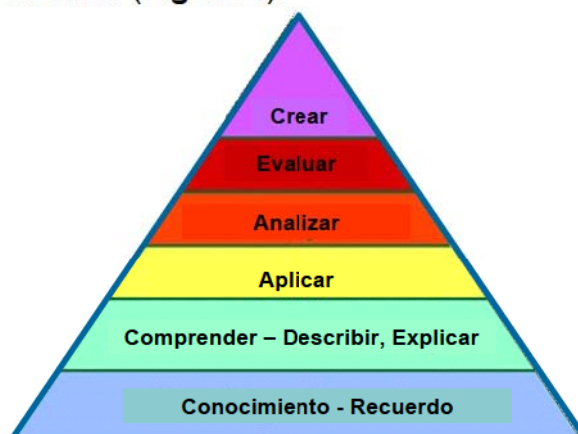 Crear
Evaluar
Analizar
Aplicar
Comprender – Describir, Explicar
Conocimiento - Recuerdo